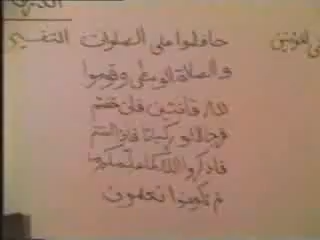 التفسير
حافظوا على الصلوات
والصلاة الوسطى وقوموا
لله قانتين فإن خفتم
فرجالا أو ركبانا فإذا أمنتم
فاذكروا الله كما علمكم ما
لم تكونوا تعلمون